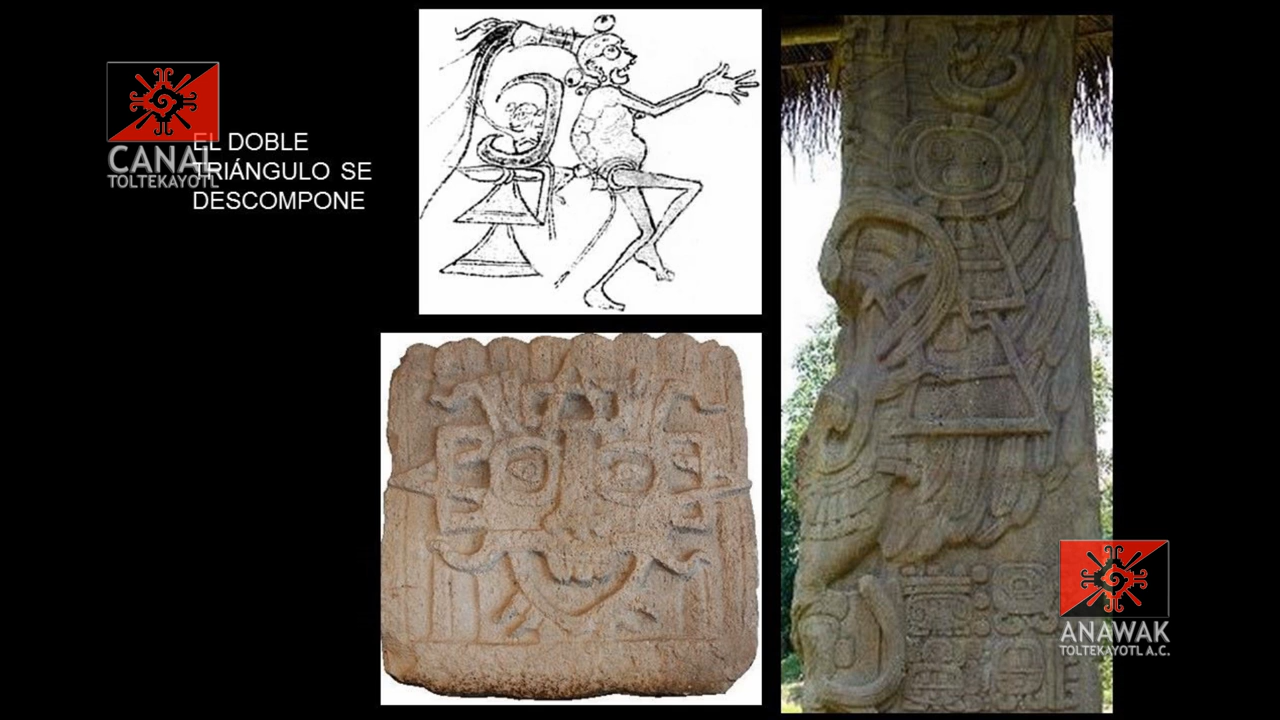 EL DOBLE
TRIÁNGULO SE
DESCOMPONE
CANAL
TOLTEKAYOTL
ANAWAK
TOLTEKAYOTL A.C.